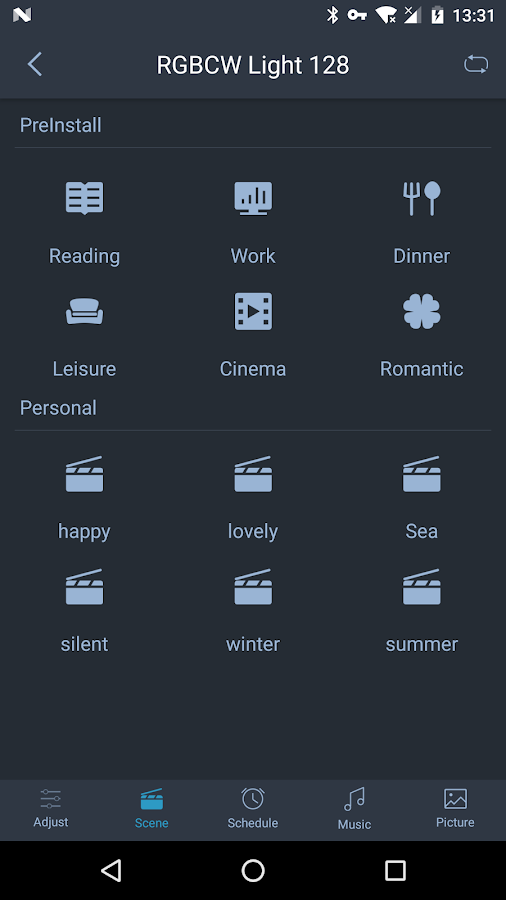 13:31
RGBCW Light 128
PreInstall
Reading Work Dinner
Leisure Cinema Romantic
Personal
happy lovely Sea
silent winter summer
Adjust Scene Schedule Music Picture